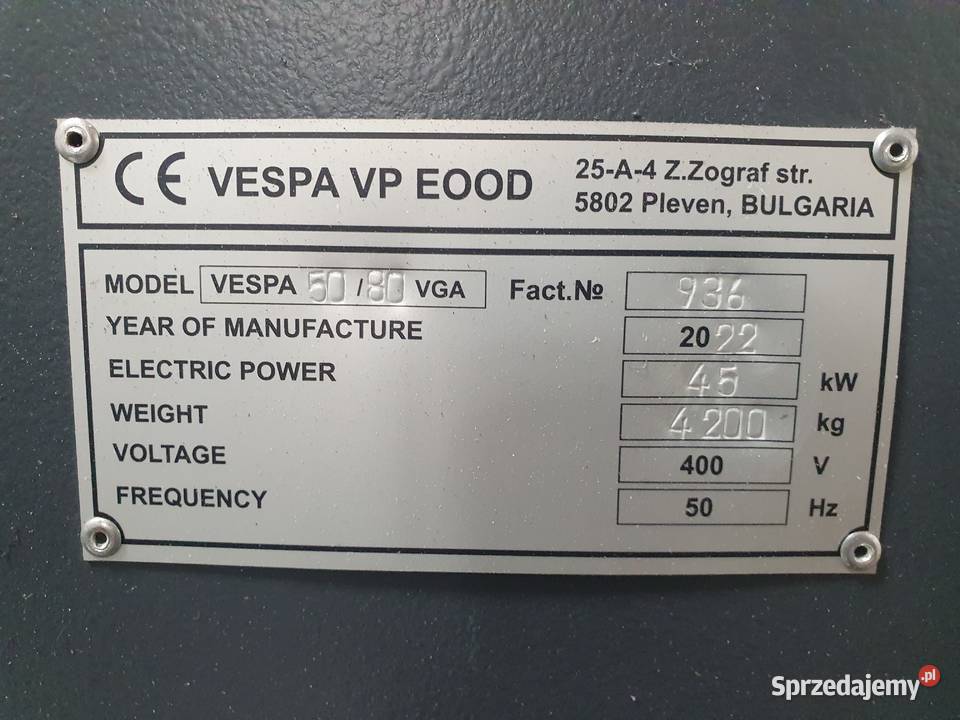 CE VESPA VP EOOD
25-A-4 Z.Zograf str.
5802 Pleven, BULGARIA
MODEL VESPA 50 / 80 VGA Fact.№ 936
YEAR OF MANUFACTURE 2022
ELECTRIC POWER 45 kW
WEIGHT 4200 kg
VOLTAGE 400 V
FREQUENCY 50 Hz
Sprzedajemy.pl